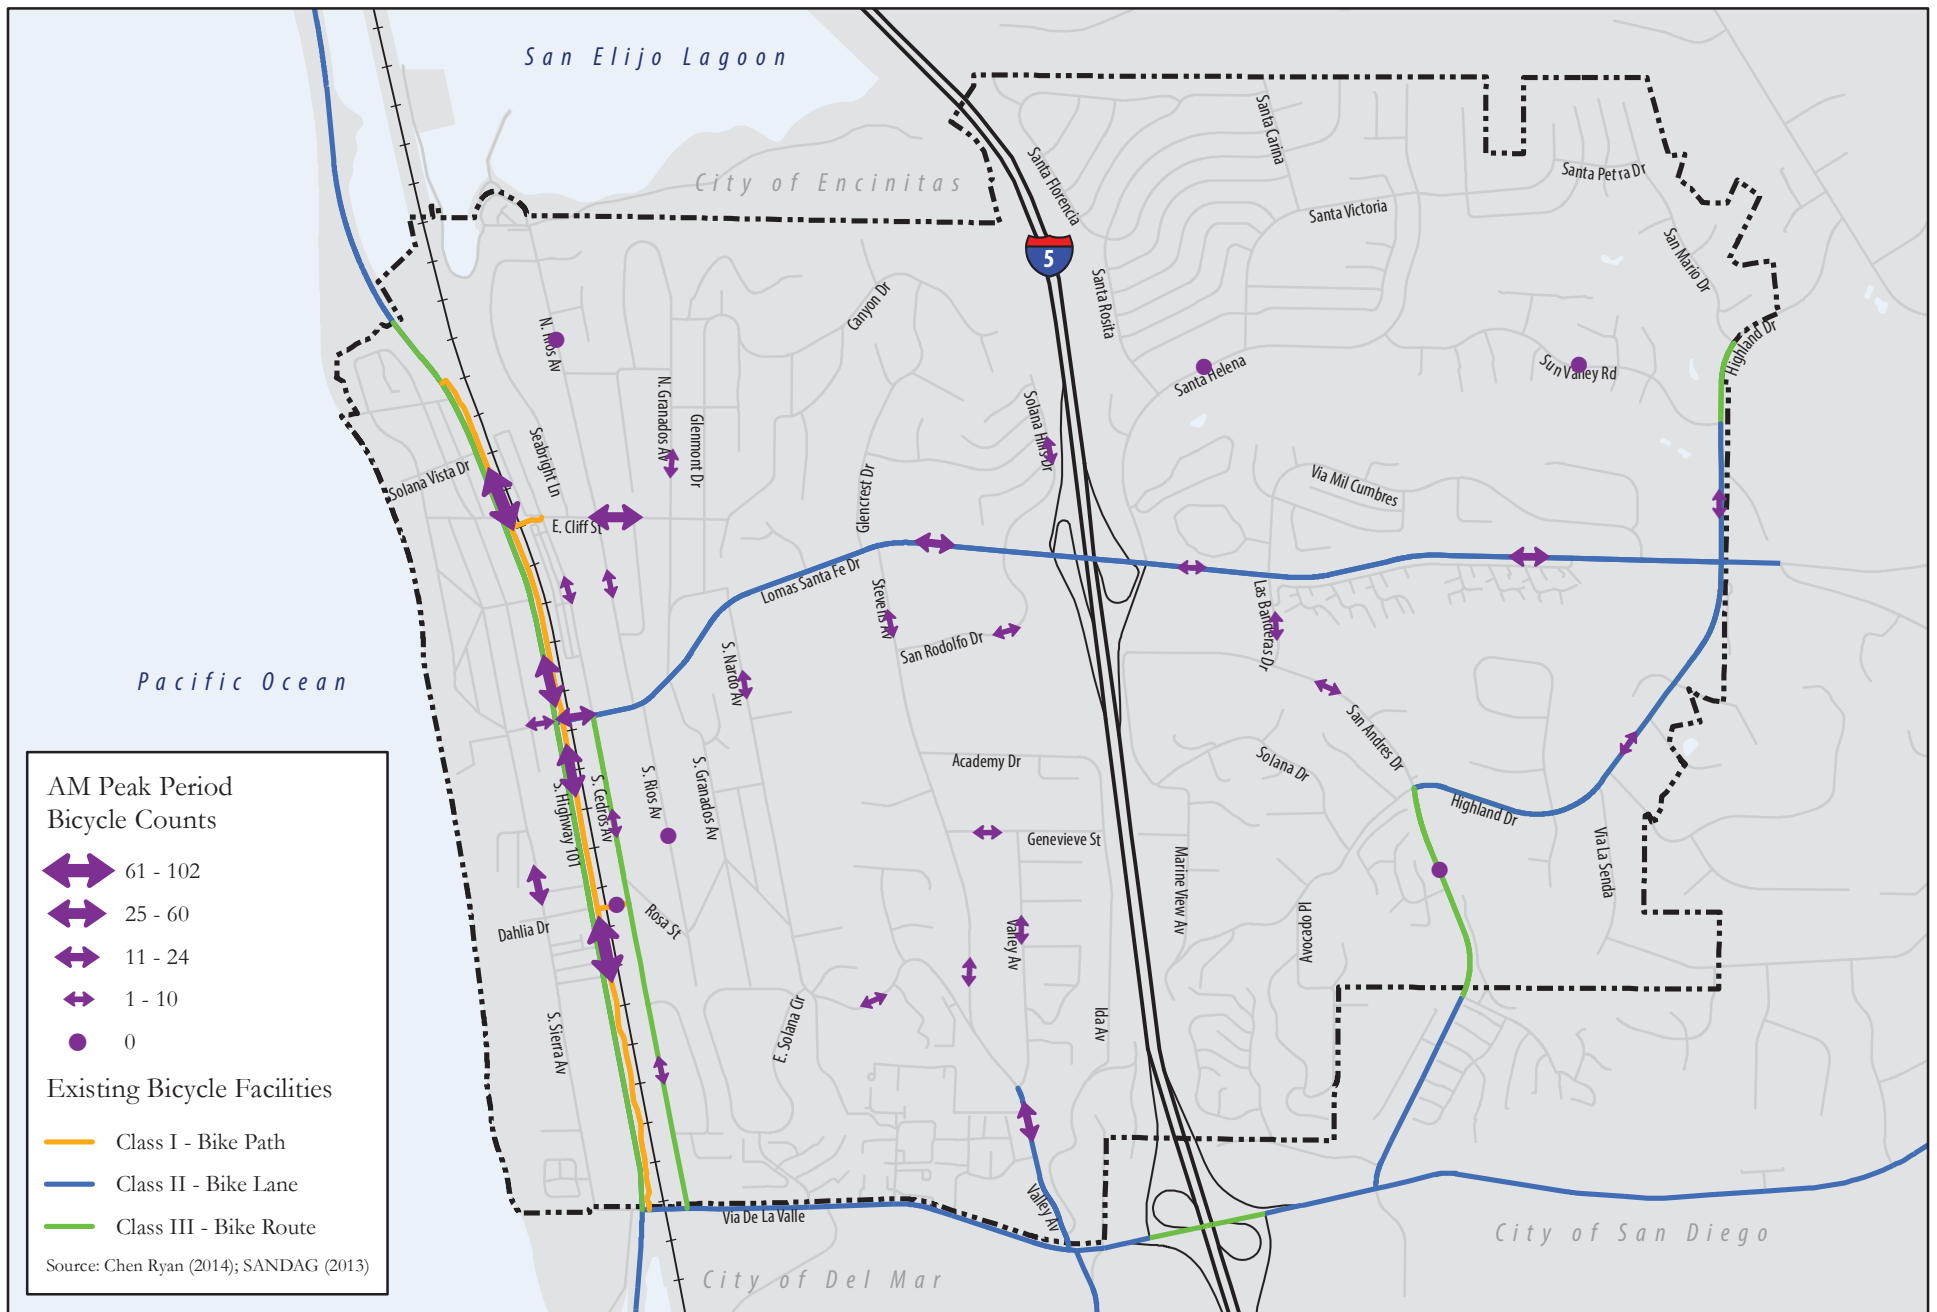 San Elijo Lagoon
City of Encinitas
Santa Carina
Santa Florencia
Santa Petra Dr
Santa Victoria
San Mario Dr
5
Santa Rosita
Canyon Dr
N. Rios Av
Highland Dr
Santa Helena
Sun Valley Rd
N. Granados Av
Glenmont Dr
Solana Hills Dr
Seabright Ln
Solana Vista Dr
Glencrest Dr
Via Mil Cumbres
E. Cliff St
Lomas Santa Fe Dr
Stevens Av
Las Banderas Dr
San Rodolfo Dr
S. Nardo Av
Pacific Ocean
San Andres Dr
Solana Dr
Academy Dr
S. Highway 101
S. Cedros Av
S. Rios Av
S. Granados Av
Highland Dr
Genevieve St
Marine View Av
Via La Senda
Rosa St
Dahlia Dr
Valley Av
Avocedo Pl
S. Sierra Av
E. Solana Cir
Ida Av
Valley Av
Via De La Valle
City of San Diego
City of Del Mar
AM Peak Period
Bicycle Counts
61 - 102
25 - 60
11 - 24
1 - 10
0
Existing Bicycle Facilities
Class I - Bike Path
Class II - Bike Lane
Class III - Bike Route
Source: Chen Ryan (2014); SANDAG (2013)